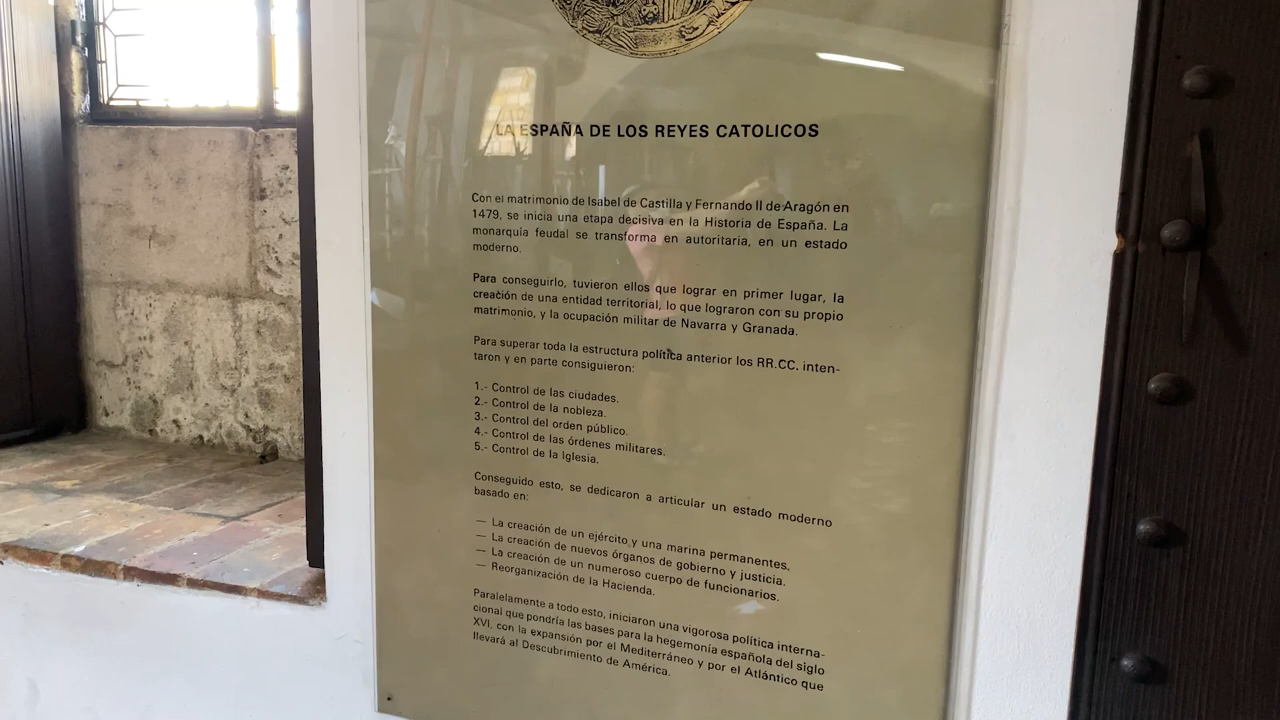 LA ESPAÑA DE LOS REYES CATOLICOS
Con el matrimonio de Isabel de Castilla y Fernando II de Aragón en
1479, se inicia una etapa decisiva en la Historia de España. La
monarquía feudal se transforma en autoritaria, en un estado
moderno.
Para conseguirlo, tuvieron ellos que lograr en primer lugar, la
creación de una entidad territorial, lo que lograron con su propio
matrimonio, y la ocupación militar de Navarra y Granada.
Para superar toda la estructura política anterior los RR.CC. inten-
taron y en parte consiguieron:
1.- Control de las ciudades.
2.- Control de la nobleza.
3.- Control del orden público.
4.- Control de las órdenes militares.
5.- Control de la Iglesia.
Conseguido esto, se dedicaron a articular un estado moderno
basado en:
— La creación de un ejército y una marina permanentes.
— La creación de nuevos órganos de gobierno y justicia.
— La creación de un numeroso cuerpo de funcionarios.
— Reorganización de la Hacienda.
Paralelamente a todo esto, iniciaron una vigorosa política interna-
cional que pondría las bases para la hegemonía española del siglo
XVI, con la expansión por el Mediterráneo y por el Atlántico que
llevará al Descubrimiento de América.